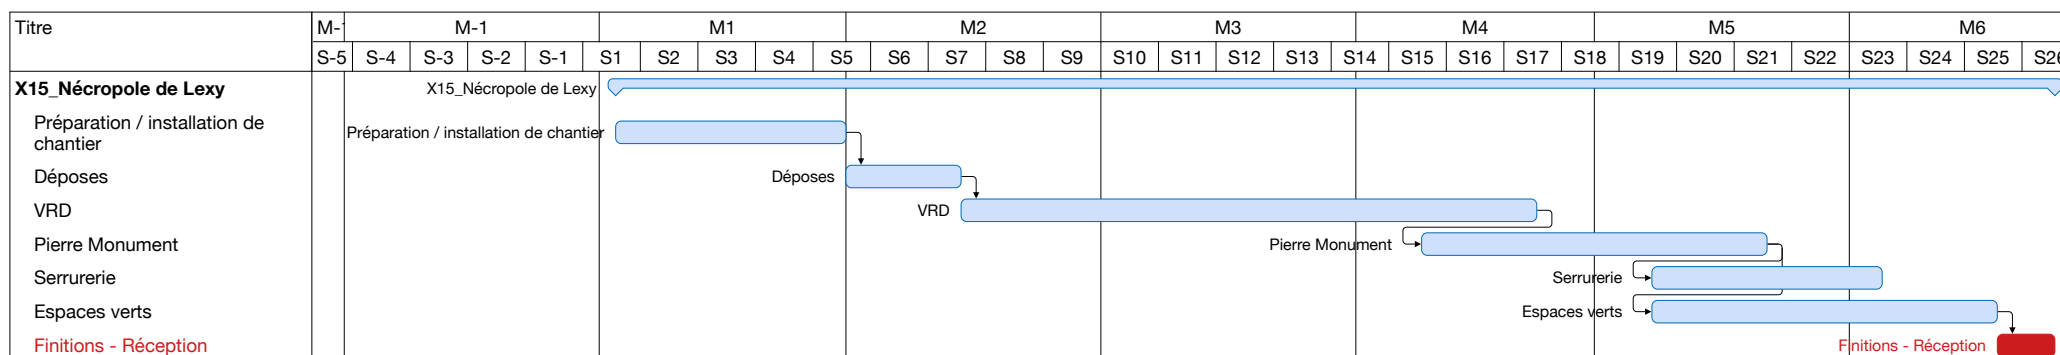 Titre M-1 M-1 M1 M2 M3 M4 M5 M6
S-5 S-4 S-3 S-2 S-1 S1 S2 S3 S4 S5 S6 S7 S8 S9 S10 S11 S12 S13 S14 S15 S16 S17 S18 S19 S20 S21 S22 S23 S24 S25 S26
X15_Nécropole de Lexy X15_Nécropole de Lexy
Préparation / installation de
chantier
Préparation / installation de chantier
Déposes Déposes
VRD VRD
Pierre Monument Pierre Monument
Serrurerie Serrurerie
Espaces verts Espaces verts
Finitions - Réception Finitions - Réception